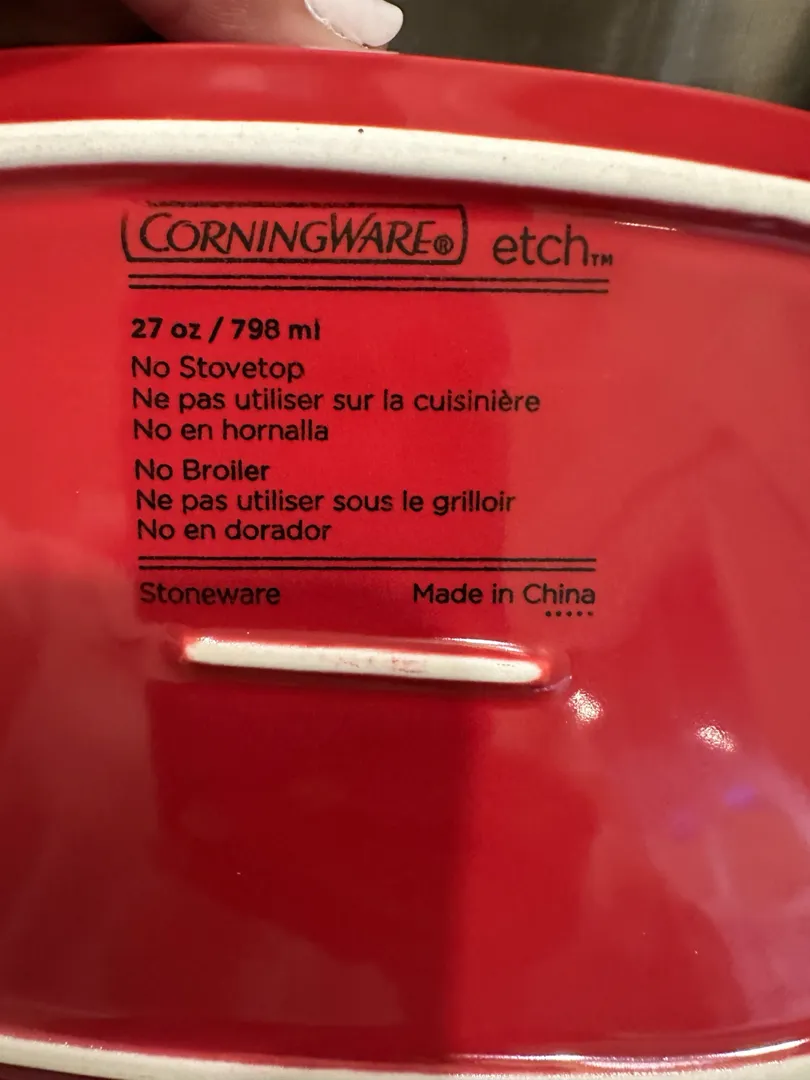 CORNINGWARE® etch™
27 oz / 798 ml
No Stovetop
Ne pas utiliser sur la cuisinière
No en hornalla
No Broiler
Ne pas utiliser sous le grilloir
No en dorador
Stoneware Made in China